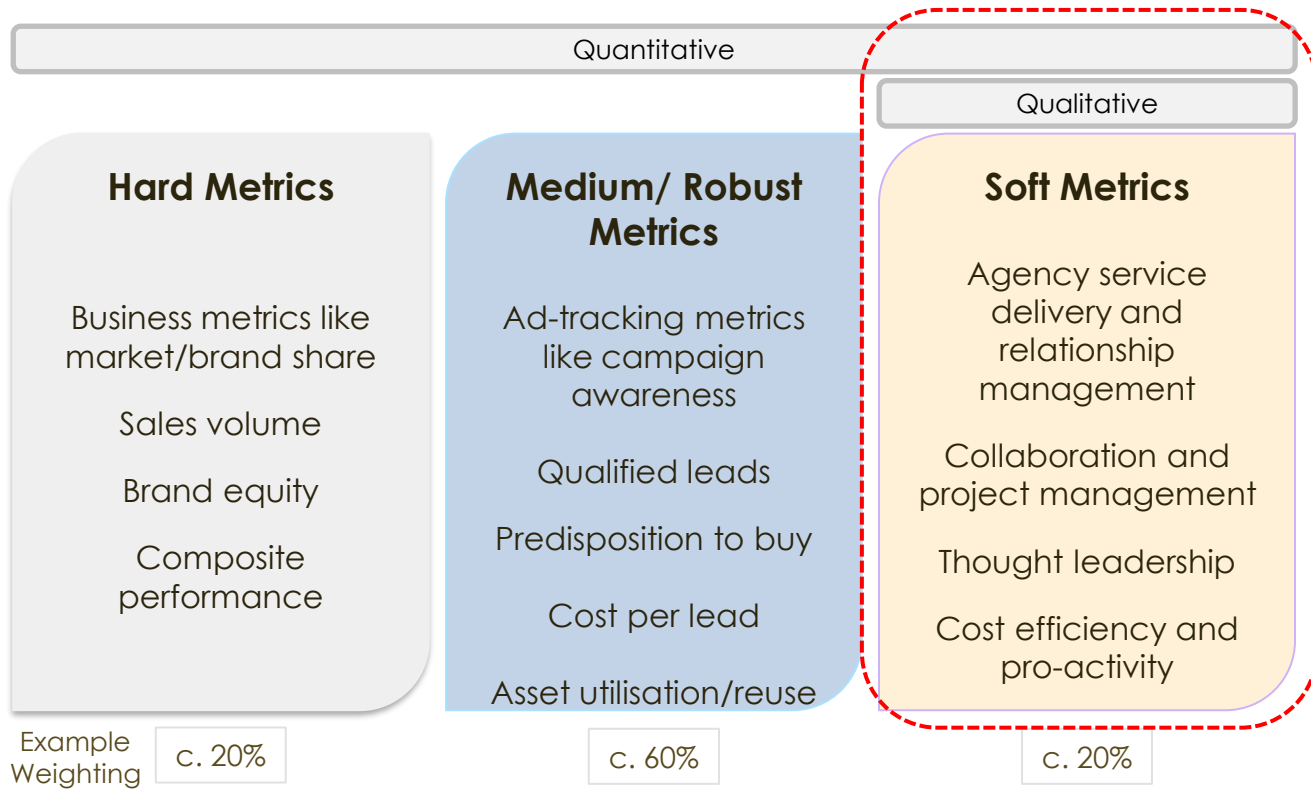 Quantitative
Qualitative
Hard Metrics
Business metrics like
market/brand share
Sales volume
Brand equity
Composite
performance
Medium/ Robust
Metrics
Ad-tracking metrics
like campaign
awareness
Qualified leads
Predisposition to buy
Cost per lead
Asset utilisation/reuse
Soft Metrics
Agency service
delivery and
relationship
management
Collaboration and
project management
Thought leadership
Cost efficiency and
pro-activity
Example
Weighting
c. 20%
c. 60%
c. 20%